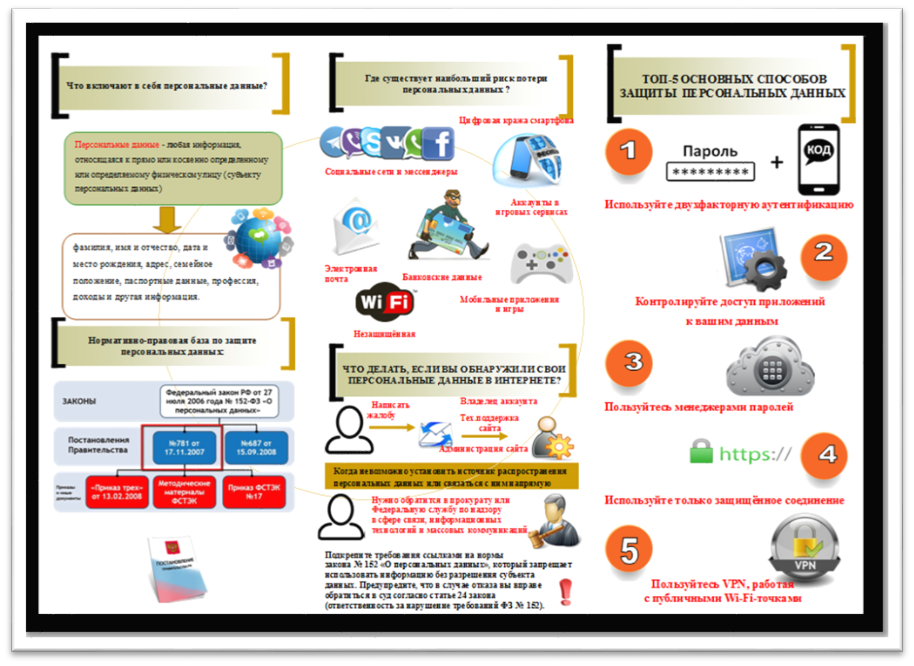 Что включают в себя персональные данные?
Персональные данные - любая информация,
относящаяся к прямо или косвенно определенному
или определяемому физическому лицу (субъекту
персональных данных)
фамилия, имя и отчество, дата и
место рождения, адрес, семейное
положение, паспортные данные, профессия,
доходы и другая информация.
Нормативно-правовая база по защите
персональных данных:
ЗАКОНЫ
Федеральный закон РФ от 27
июля 2006 года № 152-ФЗ «О
персональных данных»
Постановления
Правительства
№781 от
17.11.2007
№687 от
15.09.2008
Приказы
и иные
документы
«Приказ трех»
от 13.02.2008
Методические
материалы
ФСТЭК
Приказ ФСТЭК
№17
ПОСТАНОВЛЕНИЕ
Где существует наибольший риск потери
персональных данных ?
Цифровая кража смартфона
Социальные сети и мессенджеры
Аккаунты в
игровых сервисах
Электронная
почта
Банковские данные
Мобильные приложения
и игры
Wi Fi
Незащищённая
ЧТО ДЕЛАТЬ, ЕСЛИ ВЫ ОБНАРУЖИЛИ СВОИ
ПЕРСОНАЛЬНЫЕ ДАННЫЕ В ИНТЕРНЕТЕ?
Написать
жалобу
Владелец аккаунта
Тех.поддержка
сайта
Администрация сайта
Когда невозможно установить источник распространения
персональных данных или связаться с ним напрямую
Нужно обратится в прокурату или
Федеральную службу по надзору
в сфере связи, информационных
технологий и массовых коммуникаций
Подкрепите требования ссылками на нормы
закона № 152 «О персональных данных», который запрещает
использовать информацию без разрешения субъекта
данных. Предупредите, что в случае отказа вы вправе
обратиться в суд согласно статье 24 закона
(ответственность за нарушение требований ФЗ № 152).
ТОП-5 ОСНОВНЫХ СПОСОБОВ
ЗАЩИТЫ ПЕРСОНАЛЬНЫХ ДАННЫХ
1
Пароль
*********
+
КОД
Используйте двухфакторную аутентификацию
2
Контролируйте доступ приложений
к вашим данным
3
Пользуйтесь менеджерами паролей
https://
4
Используйте только защищённое соединение
5
VPN
Пользуйтесь VPN, работая
с публичными Wi-Fi-точками